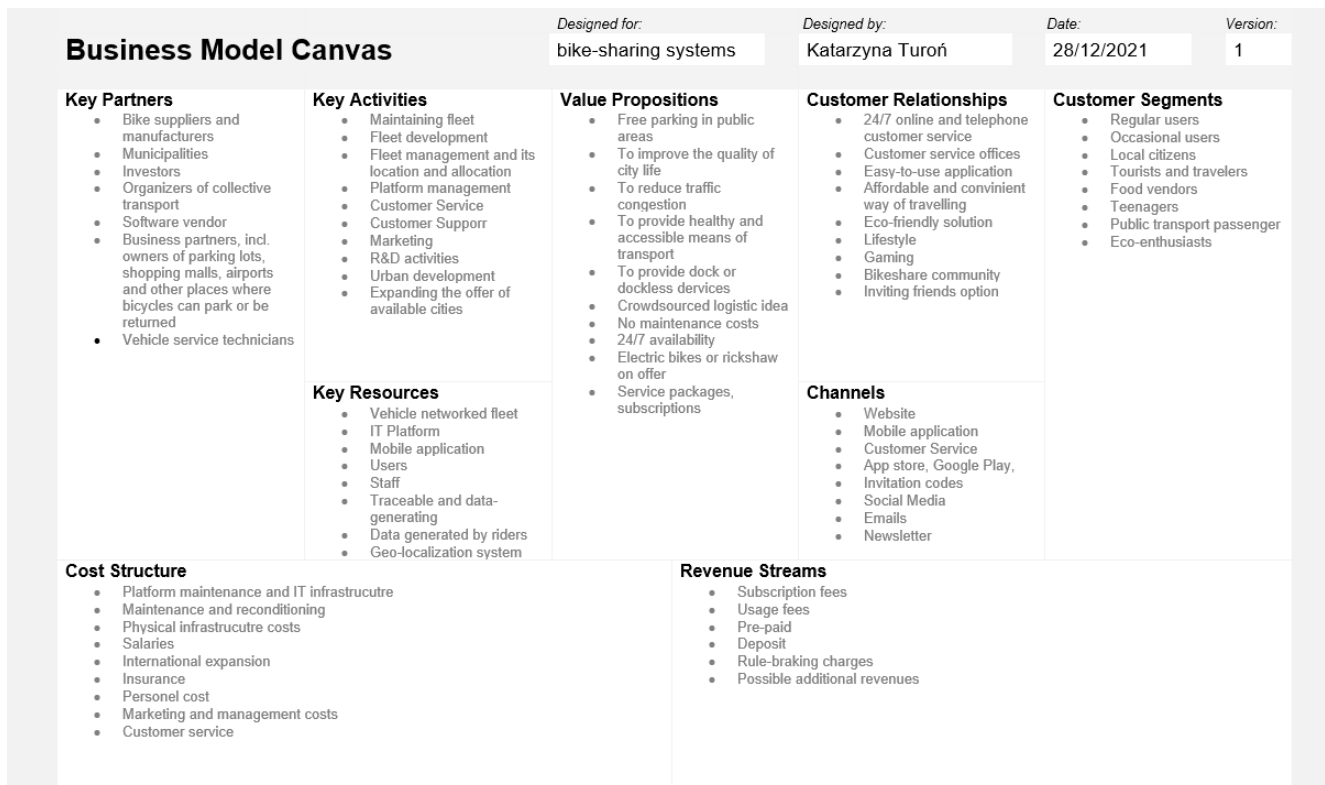 Business Model Canvas
Designed for:
bike-sharing systems
Designed by:
Katarzyna Turoń
Date:
28/12/2021
Version:
1
Key Partners
• Bike suppliers and
manufacturers
• Municipalities
• Investors
• Organizers of collective
transport
• Software vendor
• Business partners, incl.
owners of parking lots,
shopping malls, airports
and other places where
bicycles can park or be
returned
• Vehicle service technicians
Key Activities
• Maintaining fleet
• Fleet development
• Fleet management and its
location and allocation
• Platform management
• Customer Service
• Customer Supporr
• Marketing
• R&D activities
• Urban development
• Expanding the offer of
available cities
Key Resources
• Vehicle networked fleet
• IT Platform
• Mobile application
• Users
• Staff
• Traceable and data-
generating
• Data generated by riders
• Geo-localization system
Value Propositions
• Free parking in public
areas
• To improve the quality of
city life
• To reduce traffic
congestion
• To provide healthy and
accessible means of
transport
• To provide dock or
dockless dervices
• Crowdsourced logistic idea
• No maintenance costs
• 24/7 availability
• Electric bikes or rickshaw
on offer
• Service packages,
subscriptions
Customer Relationships
• 24/7 online and telephone
customer service
• Customer service offices
• Easy-to-use application
• Affordable and convinient
way of travelling
• Eco-friendly solution
• Lifestyle
• Gaming
• Bikeshare community
• Inviting friends option
Channels
• Website
• Mobile application
• Customer Service
• App store, Google Play,
• Invitation codes
• Social Media
• Emails
• Newsletter
Customer Segments
• Regular users
• Occasional users
• Local citizens
• Tourists and travelers
• Food vendors
• Teenagers
• Public transport passenger
• Eco-enthusiasts
Cost Structure
• Platform maintenance and IT infrastrucutre
• Maintenance and reconditioning
• Physical infrastrucutre costs
• Salaries
• International expansion
• Insurance
• Personel cost
• Marketing and management costs
• Customer service
Revenue Streams
• Subscription fees
• Usage fees
• Pre-paid
• Deposit
• Rule-braking charges
• Possible additional revenues